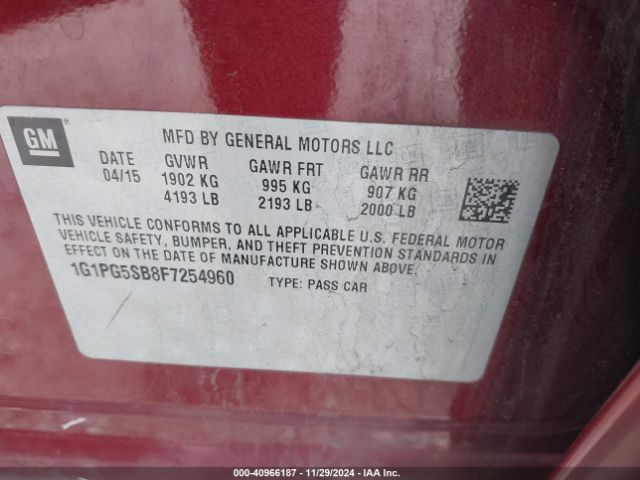 GM
MFD BY GENERAL MOTORS LLC
DATE GVWR GAWR FRT GAWR RR
04/15 1902 KG 995 KG 907 KG
4193 LB 2193 LB 2000 LB
THIS VEHICLE CONFORMS TO ALL APPLICABLE U.S. FEDERAL MOTOR
VEHICLE SAFETY, BUMPER, AND THEFT PREVENTION STANDARDS IN
EFFECT ON THE DATE OF MANUFACTURE SHOWN ABOVE.
1G1PG5SB8F7254960 TYPE: PASS CAR
000-40966187 - 11/29/2024 - IAAI.COM